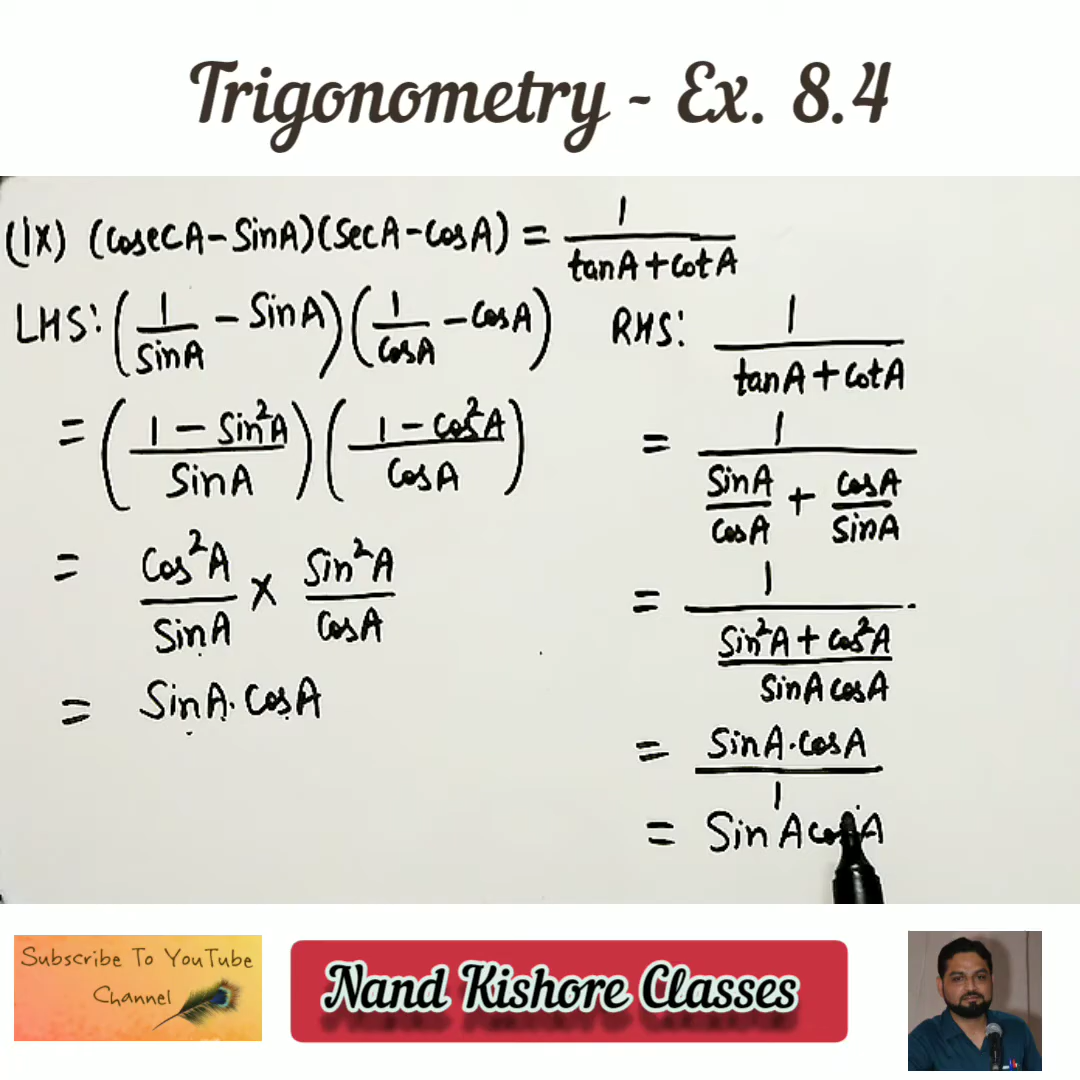 Trigonometry - Ex. 8.4
(ix) (cosecA-SinA)(SecA-cosA) = 1/(tanA+cotA)
LHS: (1/SinA - SinA)(1/cosA - cosA)
= ((1 - Sin²A)/SinA)((1 - cos²A)/cosA)
= Cos²A/SinA × Sin²A/cosA
= SinA. CosA
RHS: 1/(tanA+cotA)
= 1/(SinA/cosA + cosA/SinA)
= 1/((Sin²A + cos²A)/(SinA cosA))
= (SinA.cosA)/1
= SinAcosA
Subscribe To YouTube
Channel
Nand Kishore Classes